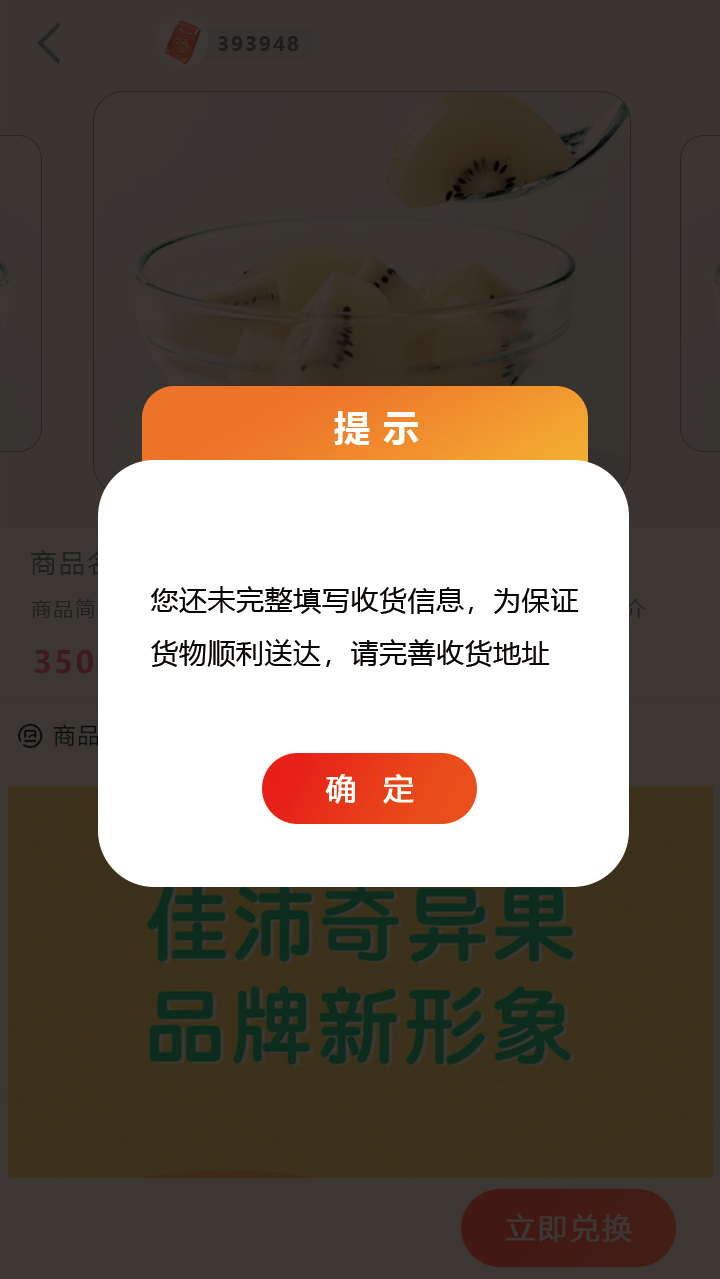 393948
提示
商品
商品简
介
350
您还未完整填写收货信息，为保证
货物顺利送达，请完善收货地址
商品
确 定
佳沛奇异果
品牌新形象
立即兑换